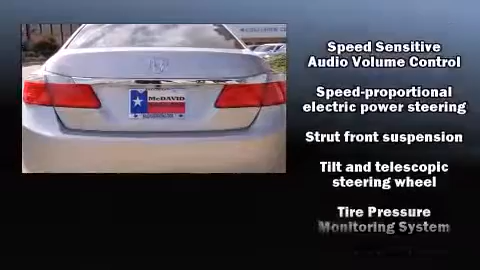 McDAVID
Speed Sensitive
Audio Volume Control
Speed-proportional
electric power steering
Strut front suspension
Tilt and telescopic
steering wheel
Tire Pressure
Monitoring System